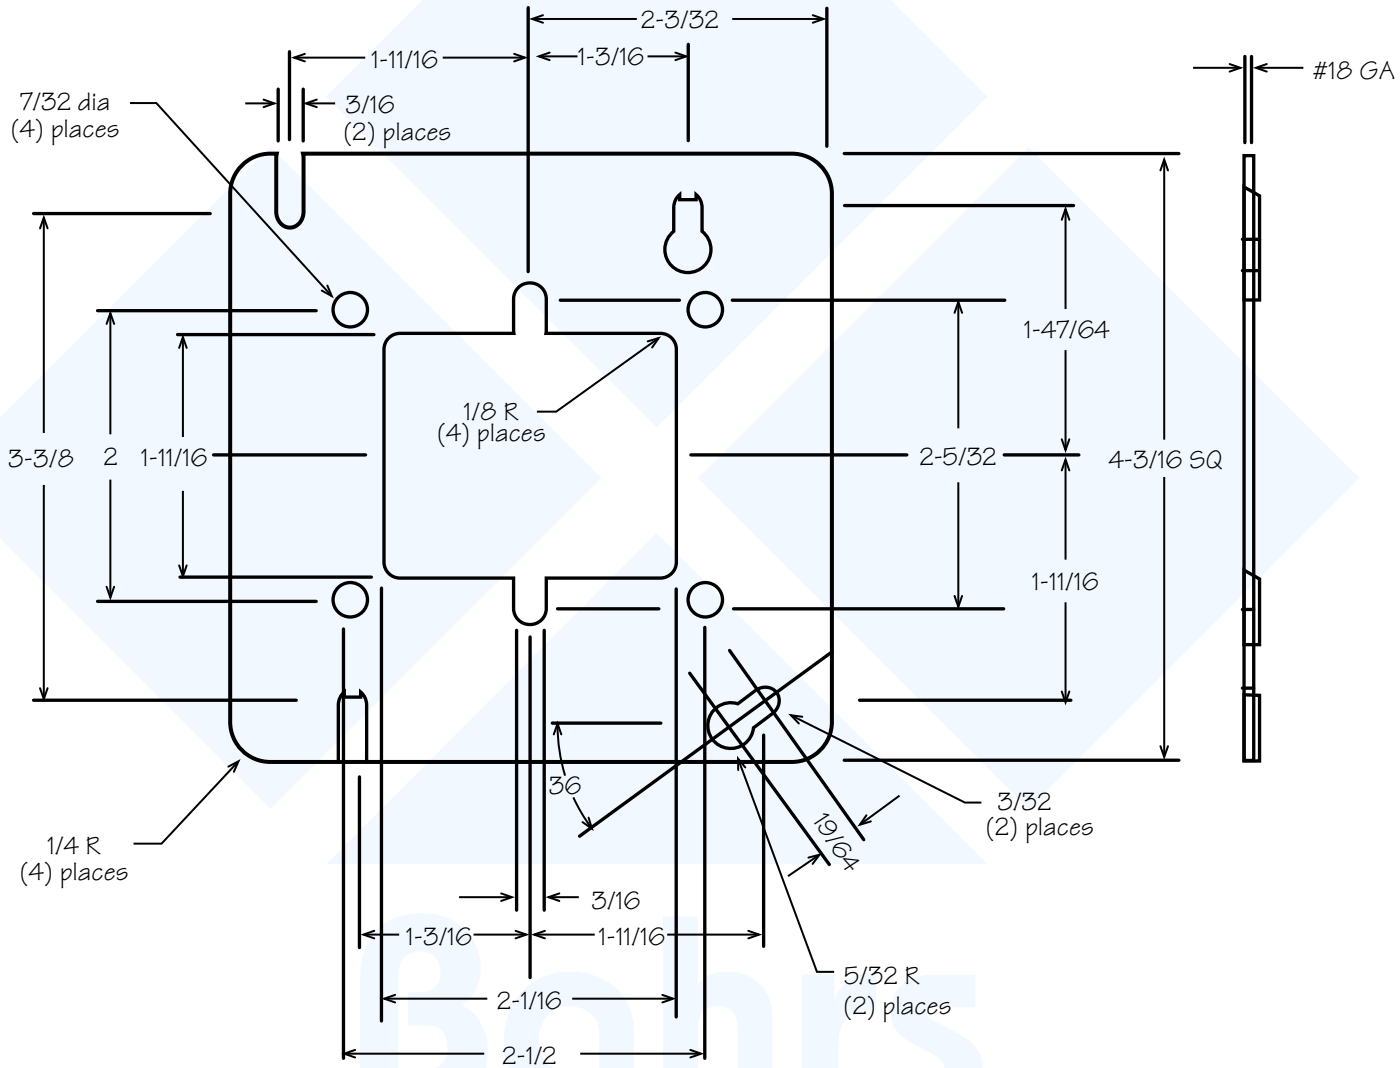 2-3/32
1-11/16
1-3/16
#18 GA
7/32 dia
(4) places
3/16
(2) places
1-47/64
1/8 R
(4) places
3-3/8
2
1-11/16
2-5/32
4-3/16 SQ
1-11/16
36
19/64
3/32
(2) places
1/4 R
(4) places
3/16
1-3/16
1-11/16
5/32 R
(2) places
2-1/16
2-1/2
Bohrs